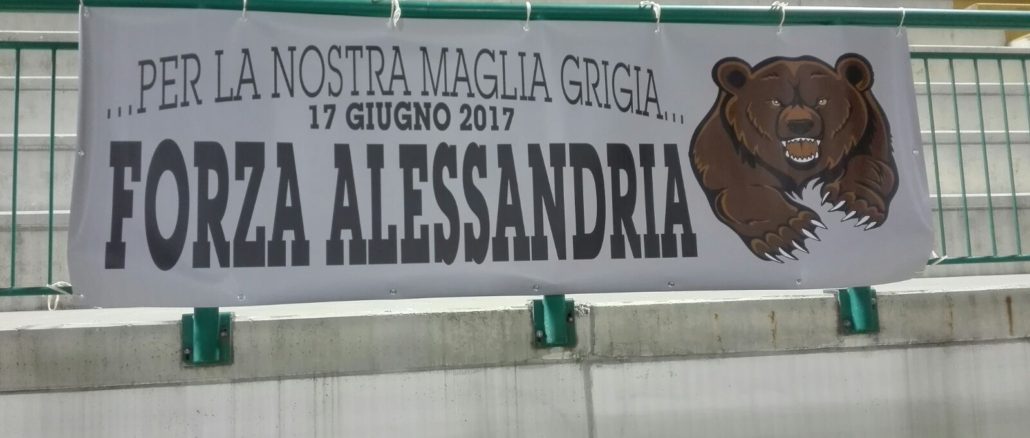 ...PER LA NOSTRA MAGLIA GRIGIA...
17 GIUGNO 2017
FORZA ALESSANDRIA